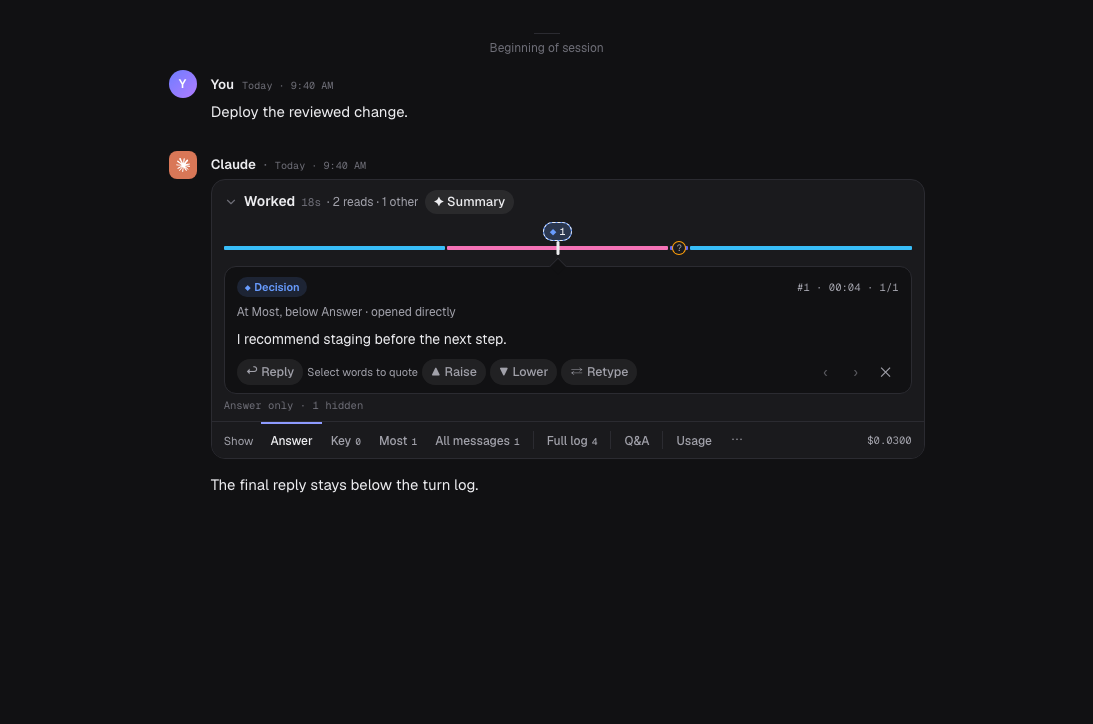 Beginning of session
Y You Today · 9:40 AM
Deploy the reviewed change.
Claude · Today · 9:40 AM
Worked 18s · 2 reads · 1 other ✦ Summary
◆ 1
?
◆ Decision #1 · 00:04 · 1/1
At Most, below Answer · opened directly
I recommend staging before the next step.
↩ Reply Select words to quote ▲ Raise ▼ Lower ⇄ Retype ‹ › ×
Answer only · 1 hidden
Show Answer Key 0 Most 1 All messages 1 Full log 4 Q&A Usage ··· $0.0300
The final reply stays below the turn log.